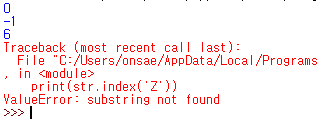 0
-1
6
Traceback (most recent call last):
File "C:/Users/onsae/AppData/Local/Programs
, in <module>
print(str.index('Z'))
ValueError: substring not found
>>>